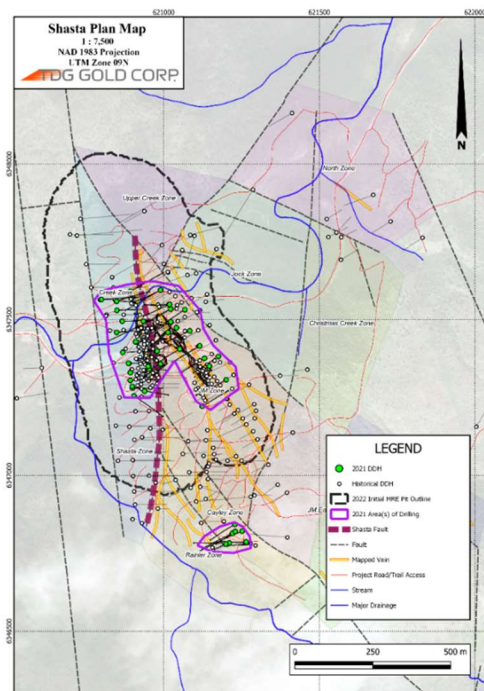 Shasta Plan Map
1 : 7,500
NAD 1983 Projection
UTM Zone 09N
TDG GOLD CORP.
621000
621500
622000
6348000
6347500
6347000
6346500
N
North Zone
Upper Creek Zone
Jock Zone
Creek Zone
Christmas Creek Zone
JM Zone
Shasta Zone
Cayley Zone
JM E
Rainier Zone
LEGEND
2021 DDH
Historical DDH
2022 Initial MRE Pit Outline
2021 Area(s) of Drilling
Shasta Fault
Fault
Mapped Vein
Project Road/Trail Access
Stream
Major Drainage
0 250 500 m